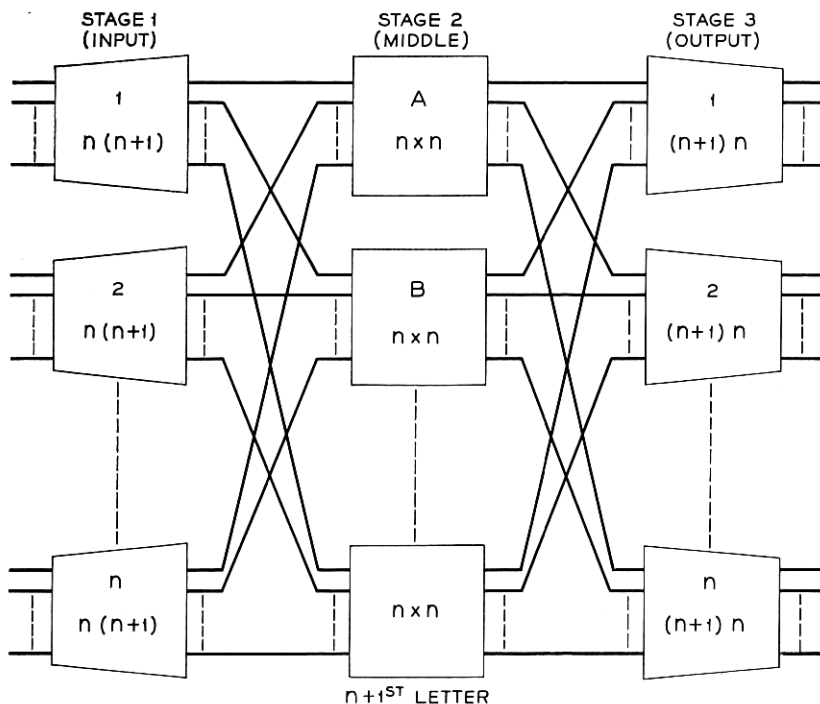 STAGE 1
(INPUT)
STAGE 2
(MIDDLE)
STAGE 3
(OUTPUT)
1
n (n+1)
A
n x n
1
(n+1) n
2
n (n+1)
B
n x n
2
(n+1) n
n
n (n+1)
n x n
n
(n+1) n
n+1ST LETTER